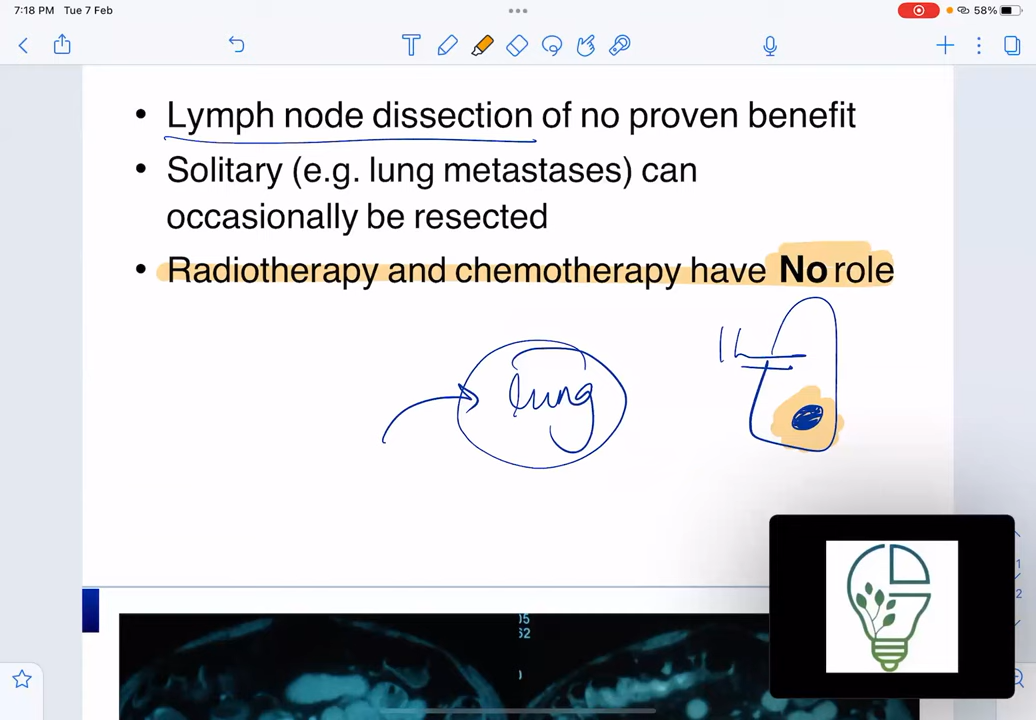 7:18 PM Tue 7 Feb
58%
• Lymph node dissection of no proven benefit
• Solitary (e.g. lung metastases) can
occasionally be resected
• Radiotherapy and chemotherapy have No role
lung